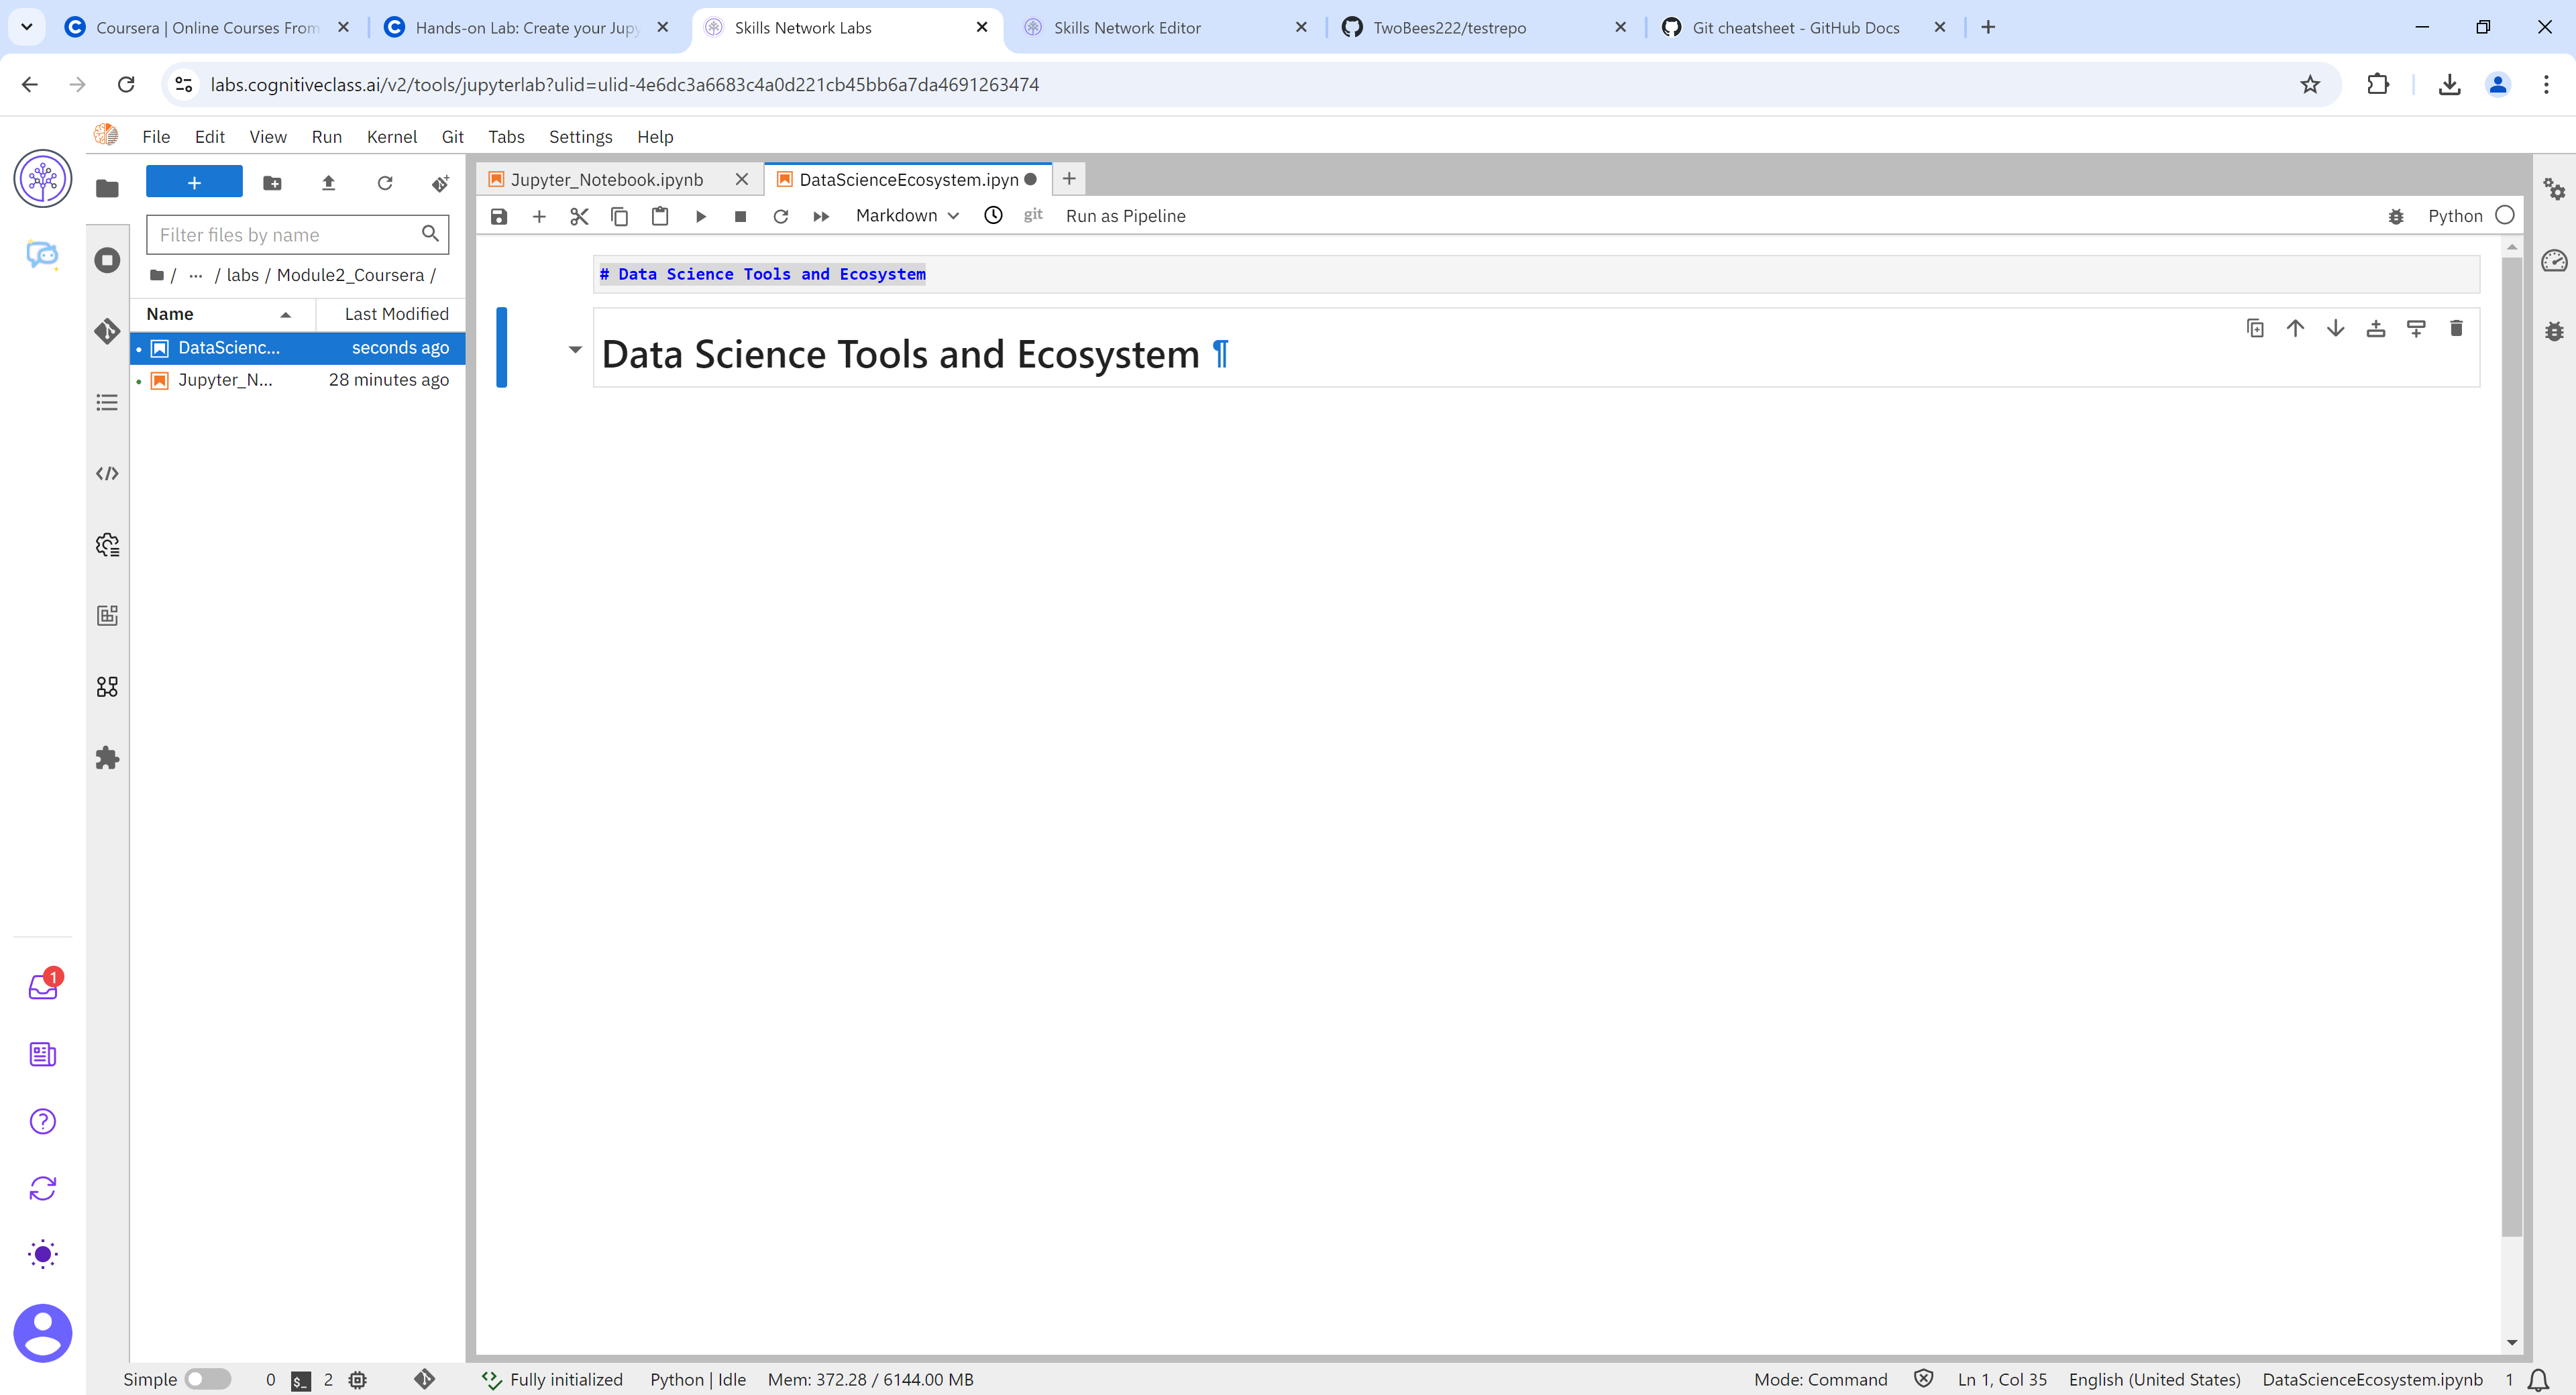 Coursera | Online Courses From
Hands-on Lab: Create your Jupy
Skills Network Labs
Skills Network Editor
TwoBees222/testrepo
Git cheatsheet - GitHub Docs
labs.cognitiveclass.ai/v2/tools/jupyterlab?ulid=ulid-4e6dc3a6683c4a0d221cb45bb6a7da4691263474
File Edit View Run Kernel Git Tabs Settings Help
Jupyter_Notebook.ipynb
DataScienceEcosystem.ipyn
Markdown
git
Run as Pipeline
Python
Filter files by name
/ ... / labs / Module2_Coursera /
Name Last Modified
DataScienc... seconds ago
Jupyter_N... 28 minutes ago
# Data Science Tools and Ecosystem
Data Science Tools and Ecosystem ¶
1
Simple 0 $_ 2 Fully initialized Python | Idle Mem: 372.28 / 6144.00 MB Mode: Command Ln 1, Col 35 English (United States) DataScienceEcosystem.ipynb 1